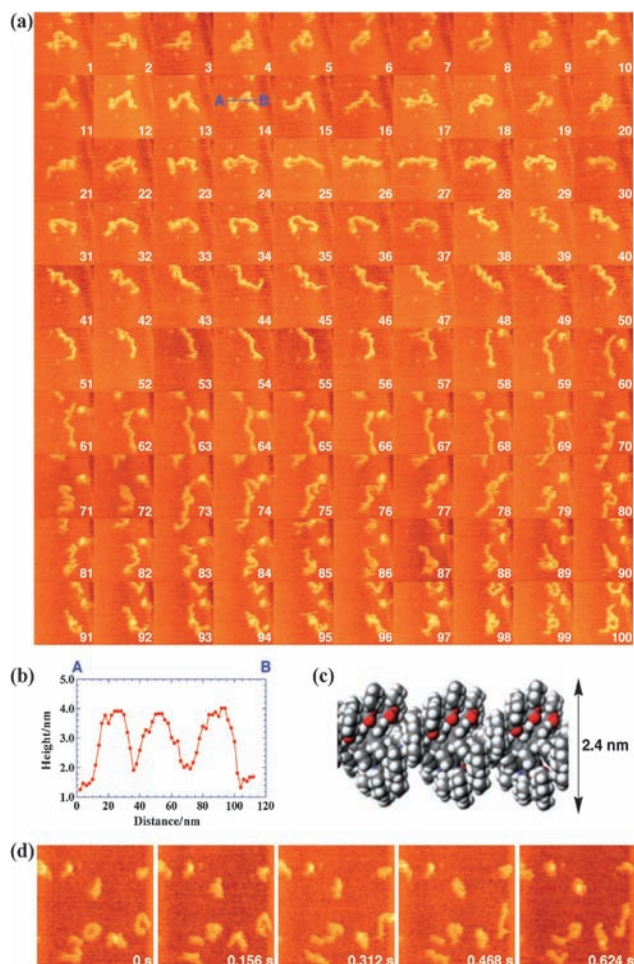 (a)
1 2 3 4 5 6 7 8 9 10
A B
11 12 13 14 15 16 17 18 19 20
21 22 23 24 25 26 27 28 29 30
31 32 33 34 35 36 37 38 39 40
41 42 43 44 45 46 47 48 49 50
51 52 53 54 55 56 57 58 59 60
61 62 63 64 65 66 67 68 69 70
71 72 73 74 75 76 77 78 79 80
81 82 83 84 85 86 87 88 89 90
91 92 93 94 95 96 97 98 99 100
(b) A B (c)
5.0
4.0
3.0
2.0
1.0
Height/nm
0 20 40 60 80 100 120
Distance/nm
2.4 nm
(d)
0 s 0.156 s 0.312 s 0.468 s 0.624 s